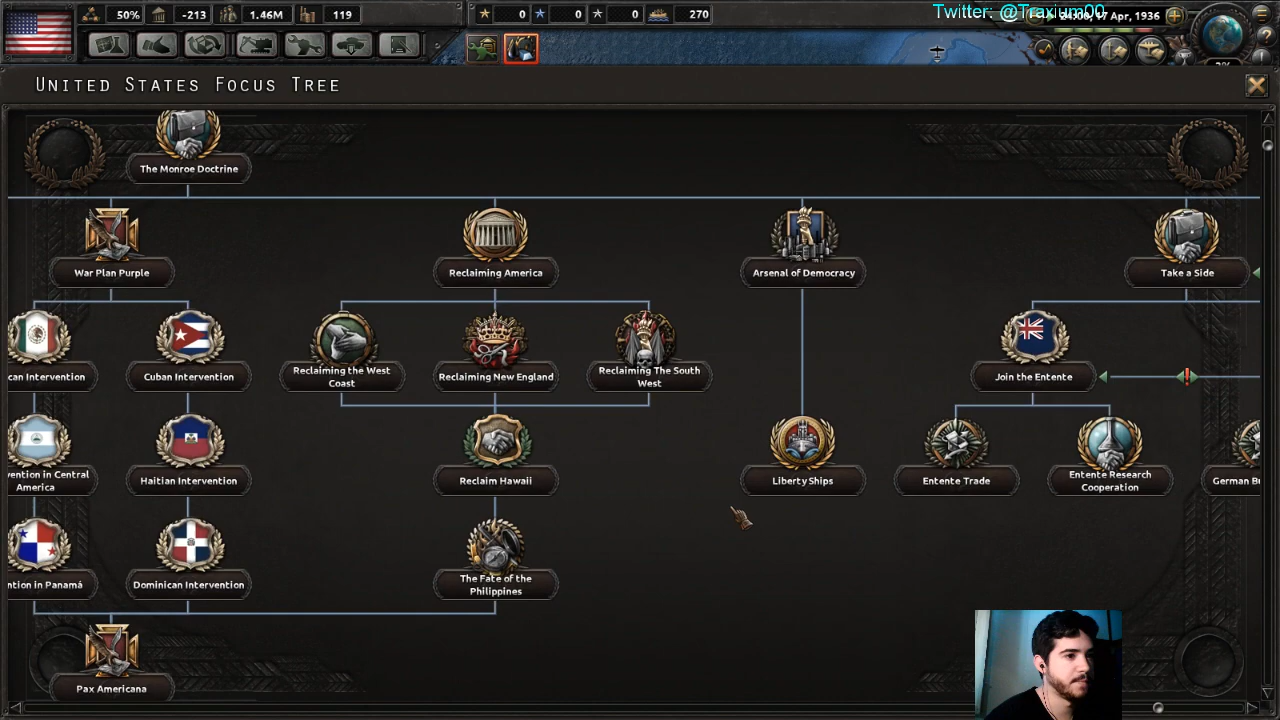 50%
-213
1.46M
119
0
0
0
270
Twitter: @Traxium00
17 Apr, 1936
United States Focus Tree
The Monroe Doctrine
War Plan Purple
Reclaiming America
Arsenal of Democracy
Take a Side
can Intervention
Cuban Intervention
Reclaiming the West
Coast
Reclaiming New England
Reclaiming The South
West
Join the Entente
vention in Central
America
Haitian Intervention
Reclaim Hawaii
Liberty Ships
Entente Trade
Entente Research
Cooperation
German Bu
ntion in Panamá
Dominican Intervention
The Fate of the
Philippines
Pax Americana